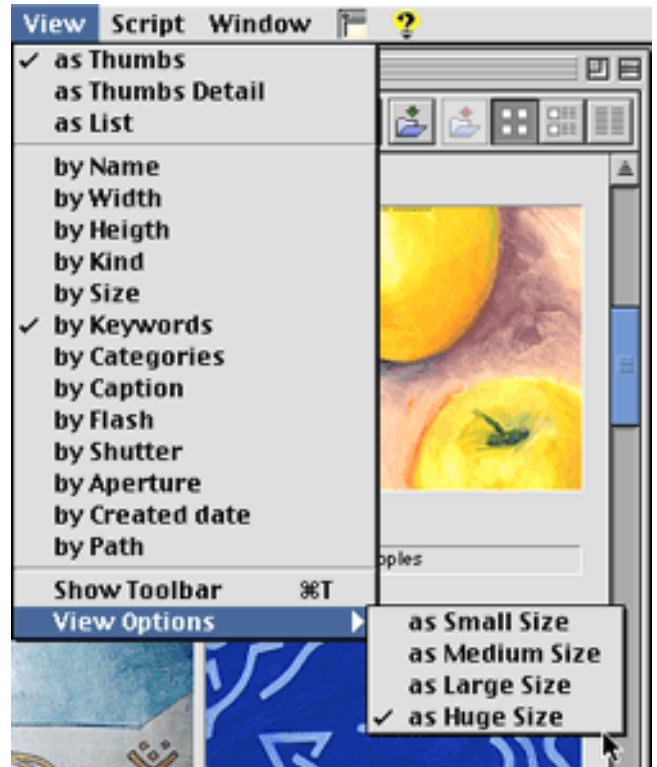 View Script Window
✓ as Thumbs
as Thumbs Detail
as List
by Name
by Width
by Heigth
by Kind
by Size
✓ by Keywords
by Categories
by Caption
by Flash
by Shutter
by Aperture
by Created date
by Path
pples
Show Toolbar ⌘T
View Options
as Small Size
as Medium Size
as Large Size
✓ as Huge Size